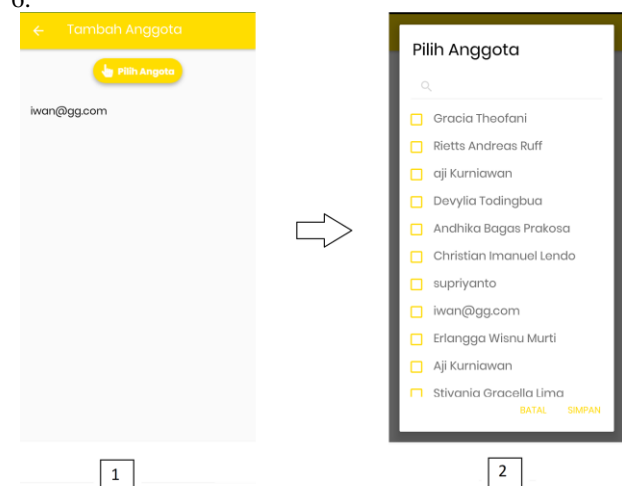 6.
Tambah Anggota
Pilih Angota
iwan@gg.com
1
Pilih Anggota
Gracia Theofani
Rietts Andreas Ruff
aji Kurniawan
Devylia Todingbua
Andhika Bagas Prakosa
Christian Imanuel Lendo
supriyanto
iwan@gg.com
Erlangga Wisnu Murti
Aji Kurniawan
Stivania Gracella Lima
BATAL SIMPAN
2